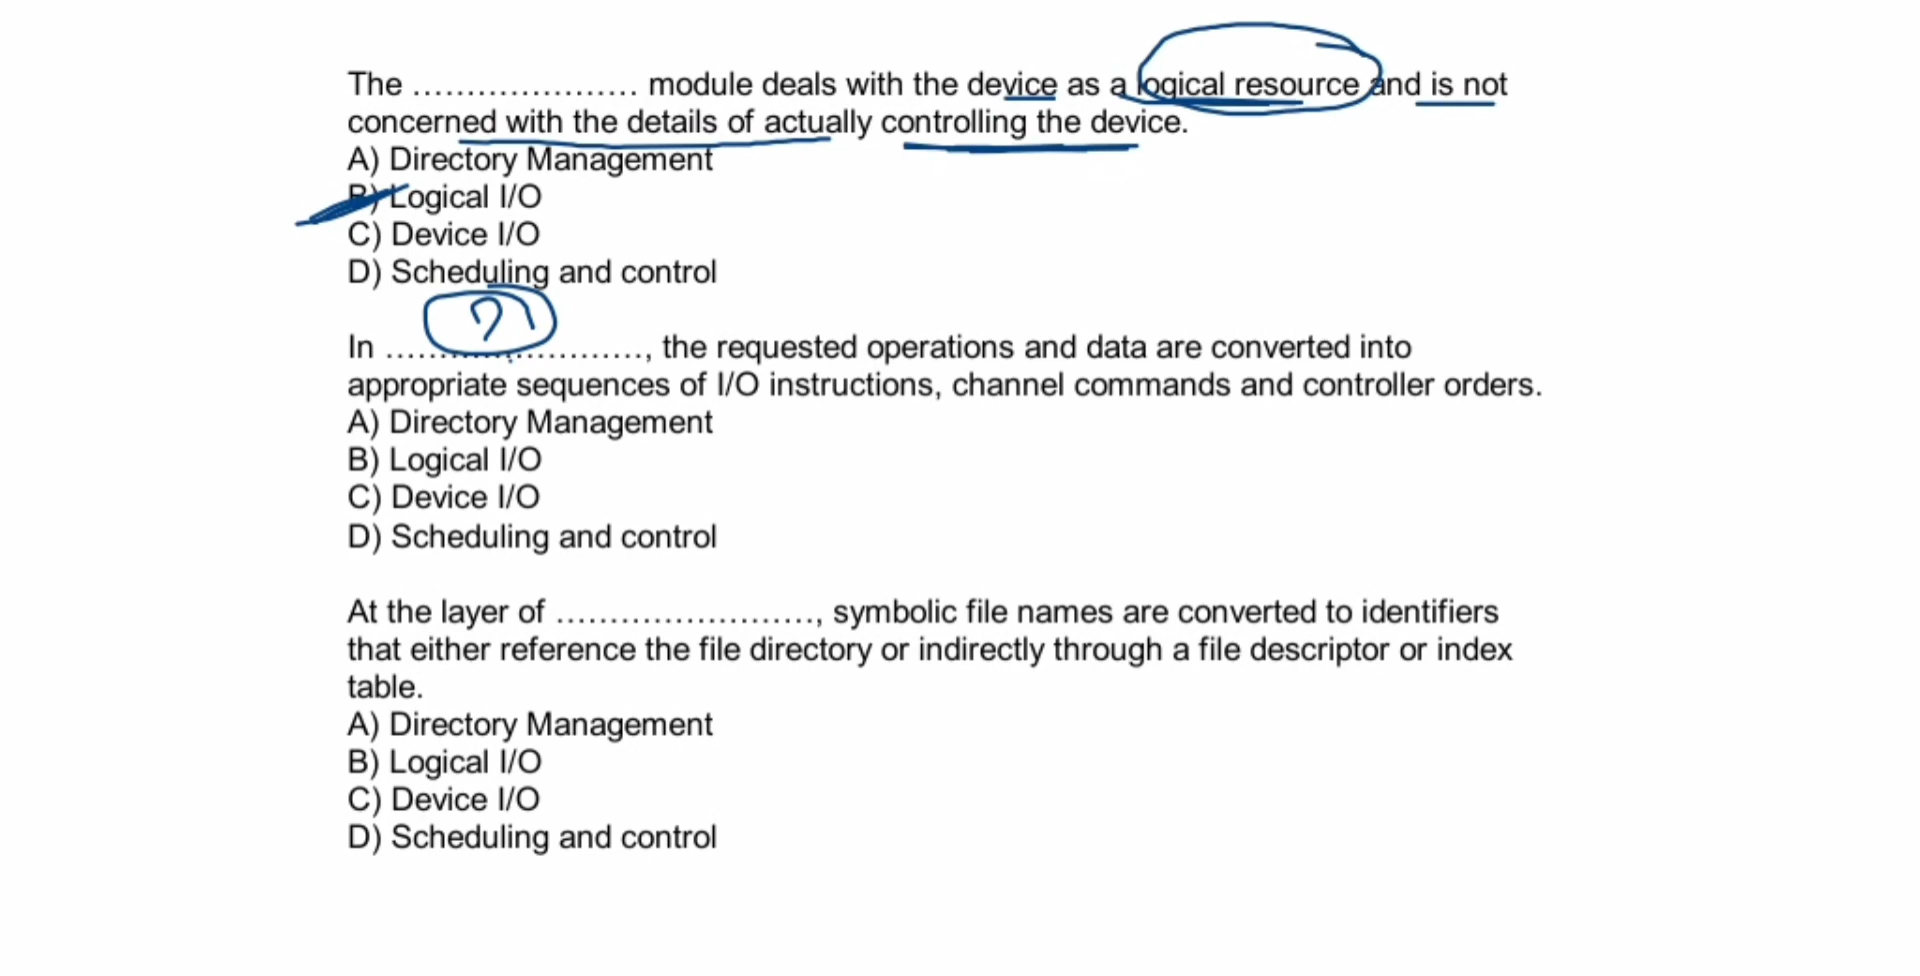 The ..................... module deals with the device as a logical resource and is not
concerned with the details of actually controlling the device.
A) Directory Management
B) Logical I/O
C) Device I/O
D) Scheduling and control
?
In ........................., the requested operations and data are converted into
appropriate sequences of I/O instructions, channel commands and controller orders.
A) Directory Management
B) Logical I/O
C) Device I/O
D) Scheduling and control
At the layer of ........................, symbolic file names are converted to identifiers
that either reference the file directory or indirectly through a file descriptor or index
table.
A) Directory Management
B) Logical I/O
C) Device I/O
D) Scheduling and control